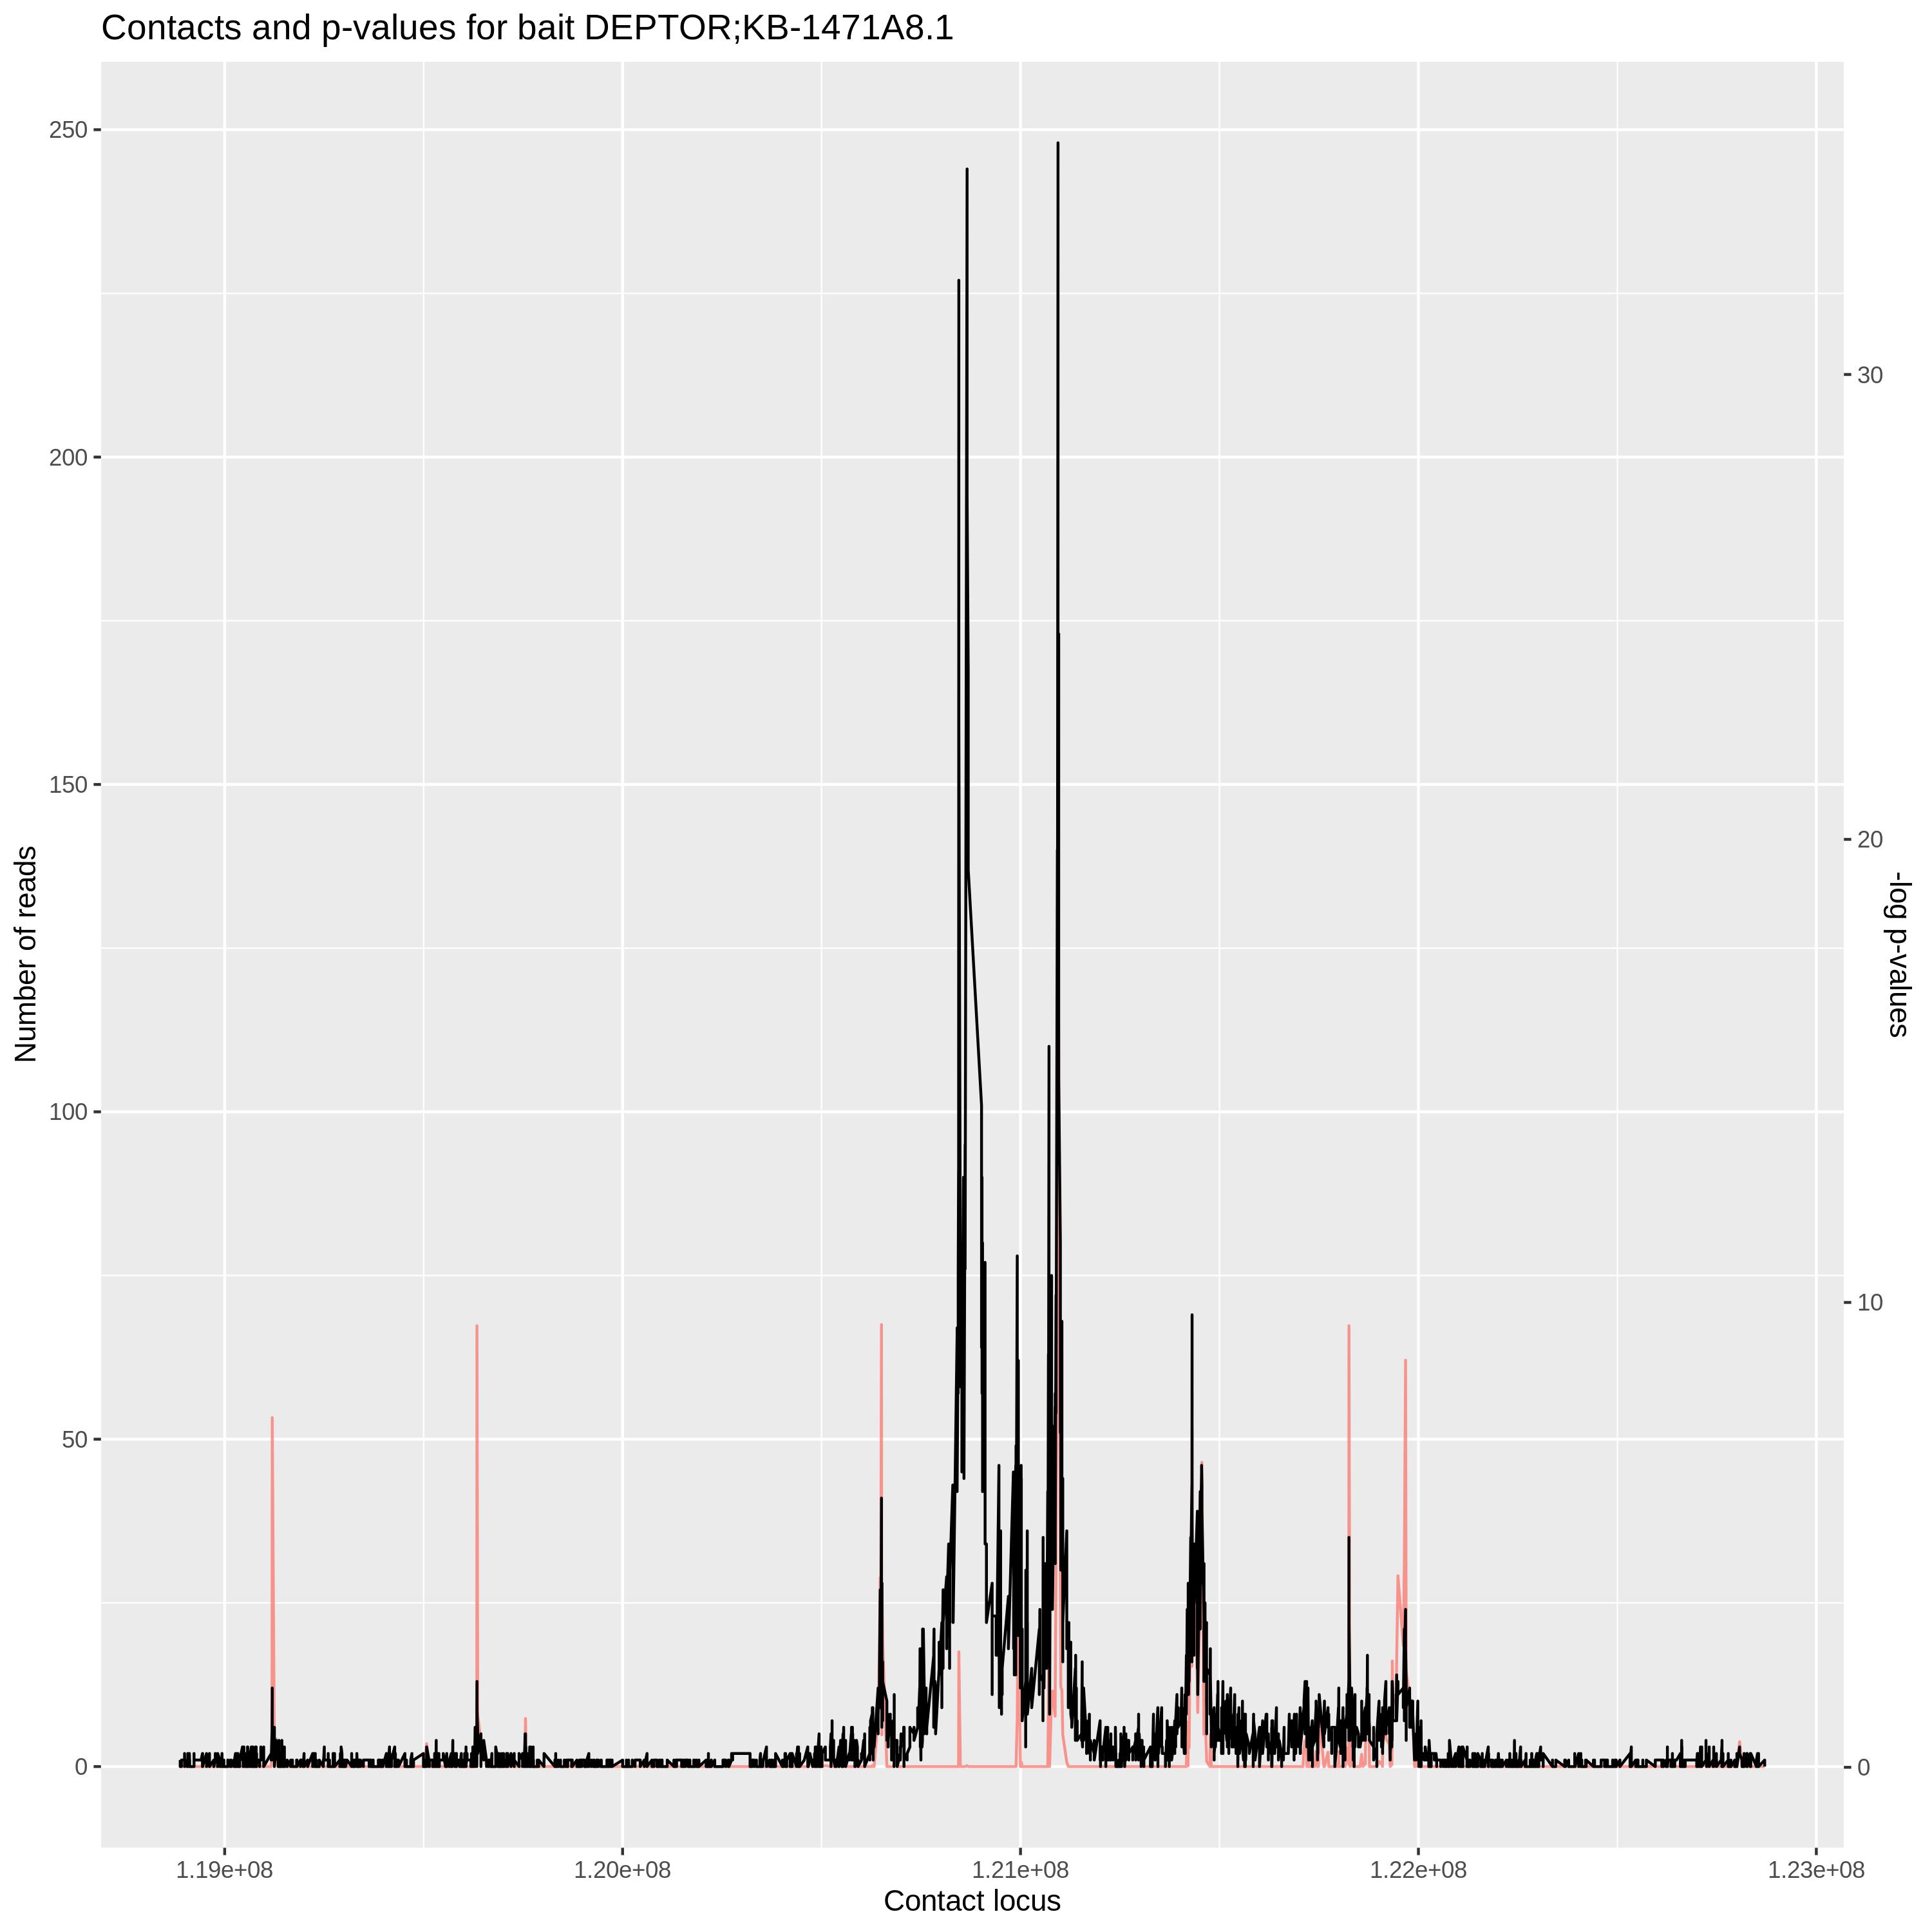 Contacts and p-values for bait DEPTOR;KB-1471A8.1
250
200
150
100
50
0
Number of reads
30
20
10
0
-log p-values
1.19e+08
1.20e+08
1.21e+08
1.22e+08
1.23e+08
Contact locus